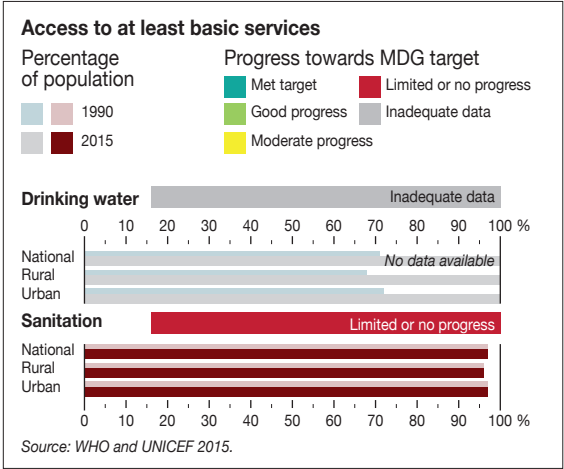 Access to at least basic services
Percentage
of population
1990
2015
Progress towards MDG target
Met target
Limited or no progress
Good progress
Inadequate data
Moderate progress
Drinking water
Inadequate data
0 10 20 30 40 50 60 70 80 90 100 %
National
No data available
Rural
Urban
Sanitation
Limited or no progress
National
Rural
Urban
0 10 20 30 40 50 60 70 80 90 100 %
Source: WHO and UNICEF 2015.